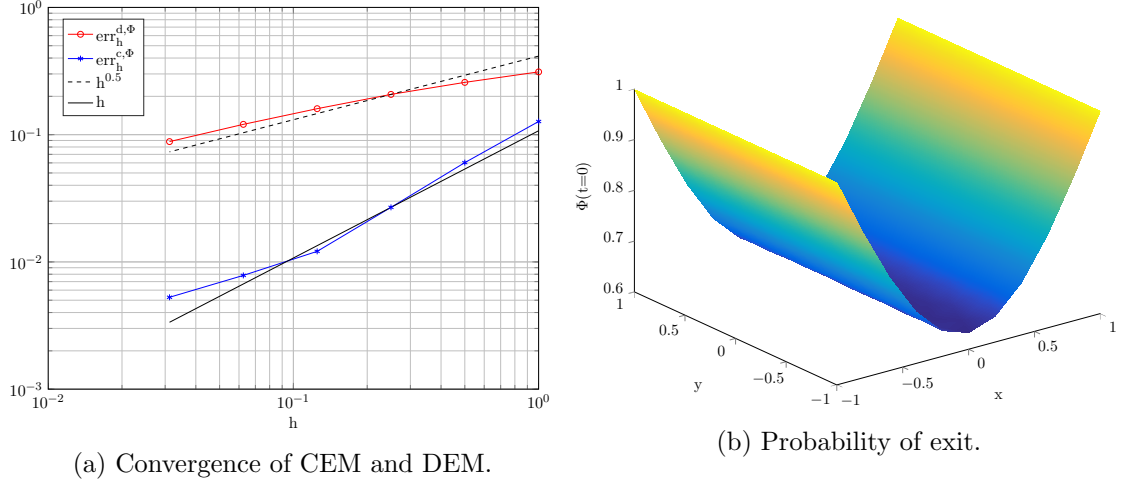 10^0
10^{-1}
10^{-2}
10^{-3}
err_h^{d,Φ}
err_h^{c,Φ}
h^{0.5}
h
10^{-2}
10^{-1}
10^0
h
(a) Convergence of CEM and DEM.
Φ(t=0)
1
0.9
0.8
0.7
0.6
1
0.5
0
−0.5
−1
y
−1
−0.5
0
0.5
1
x
(b) Probability of exit.